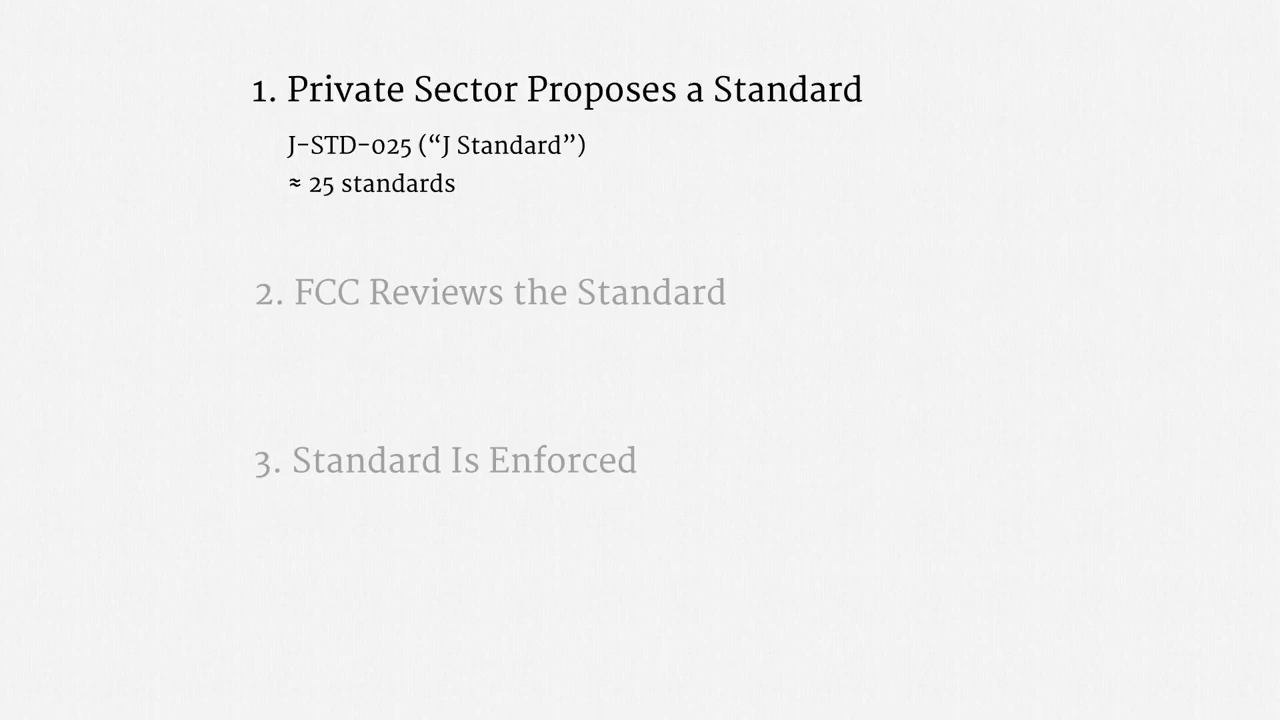 1. Private Sector Proposes a Standard
J-STD-025 (“J Standard”)
≈ 25 standards
2. FCC Reviews the Standard
3. Standard Is Enforced